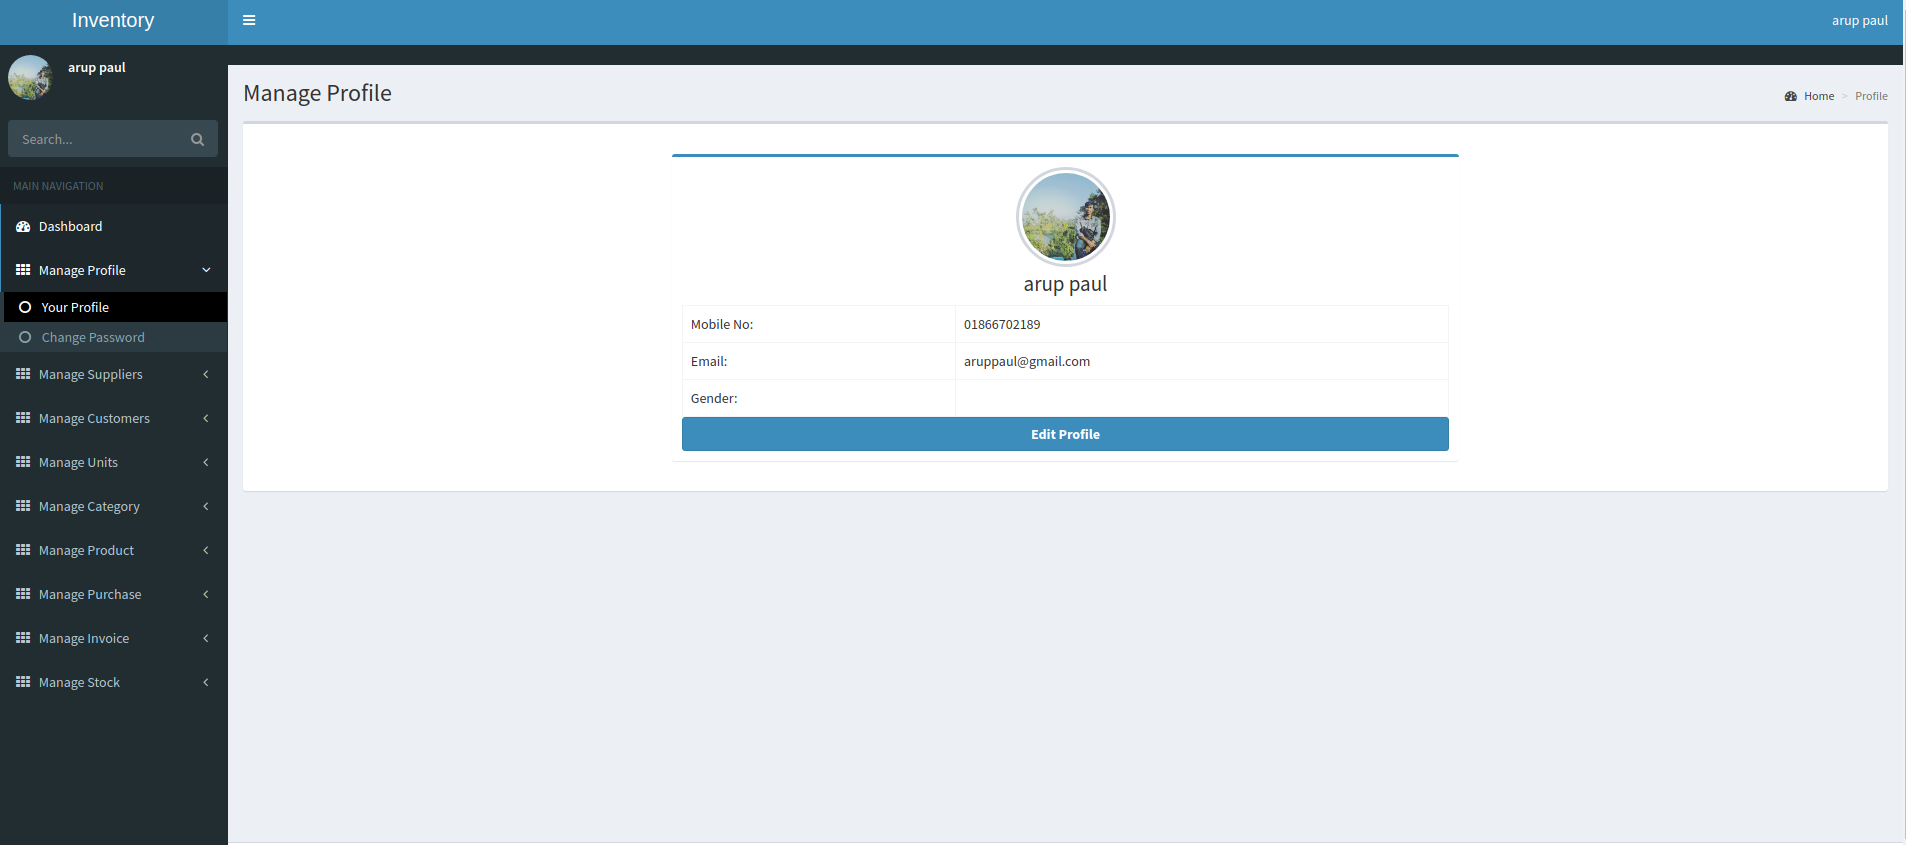 Inventory
arup paul
arup paul
Search...
MAIN NAVIGATION
Dashboard
Manage Profile
Your Profile
Change Password
Manage Suppliers
Manage Customers
Manage Units
Manage Category
Manage Product
Manage Purchase
Manage Invoice
Manage Stock
Manage Profile
Home > Profile
arup paul
Mobile No: 01866702189
Email: aruppaul@gmail.com
Gender:
Edit Profile